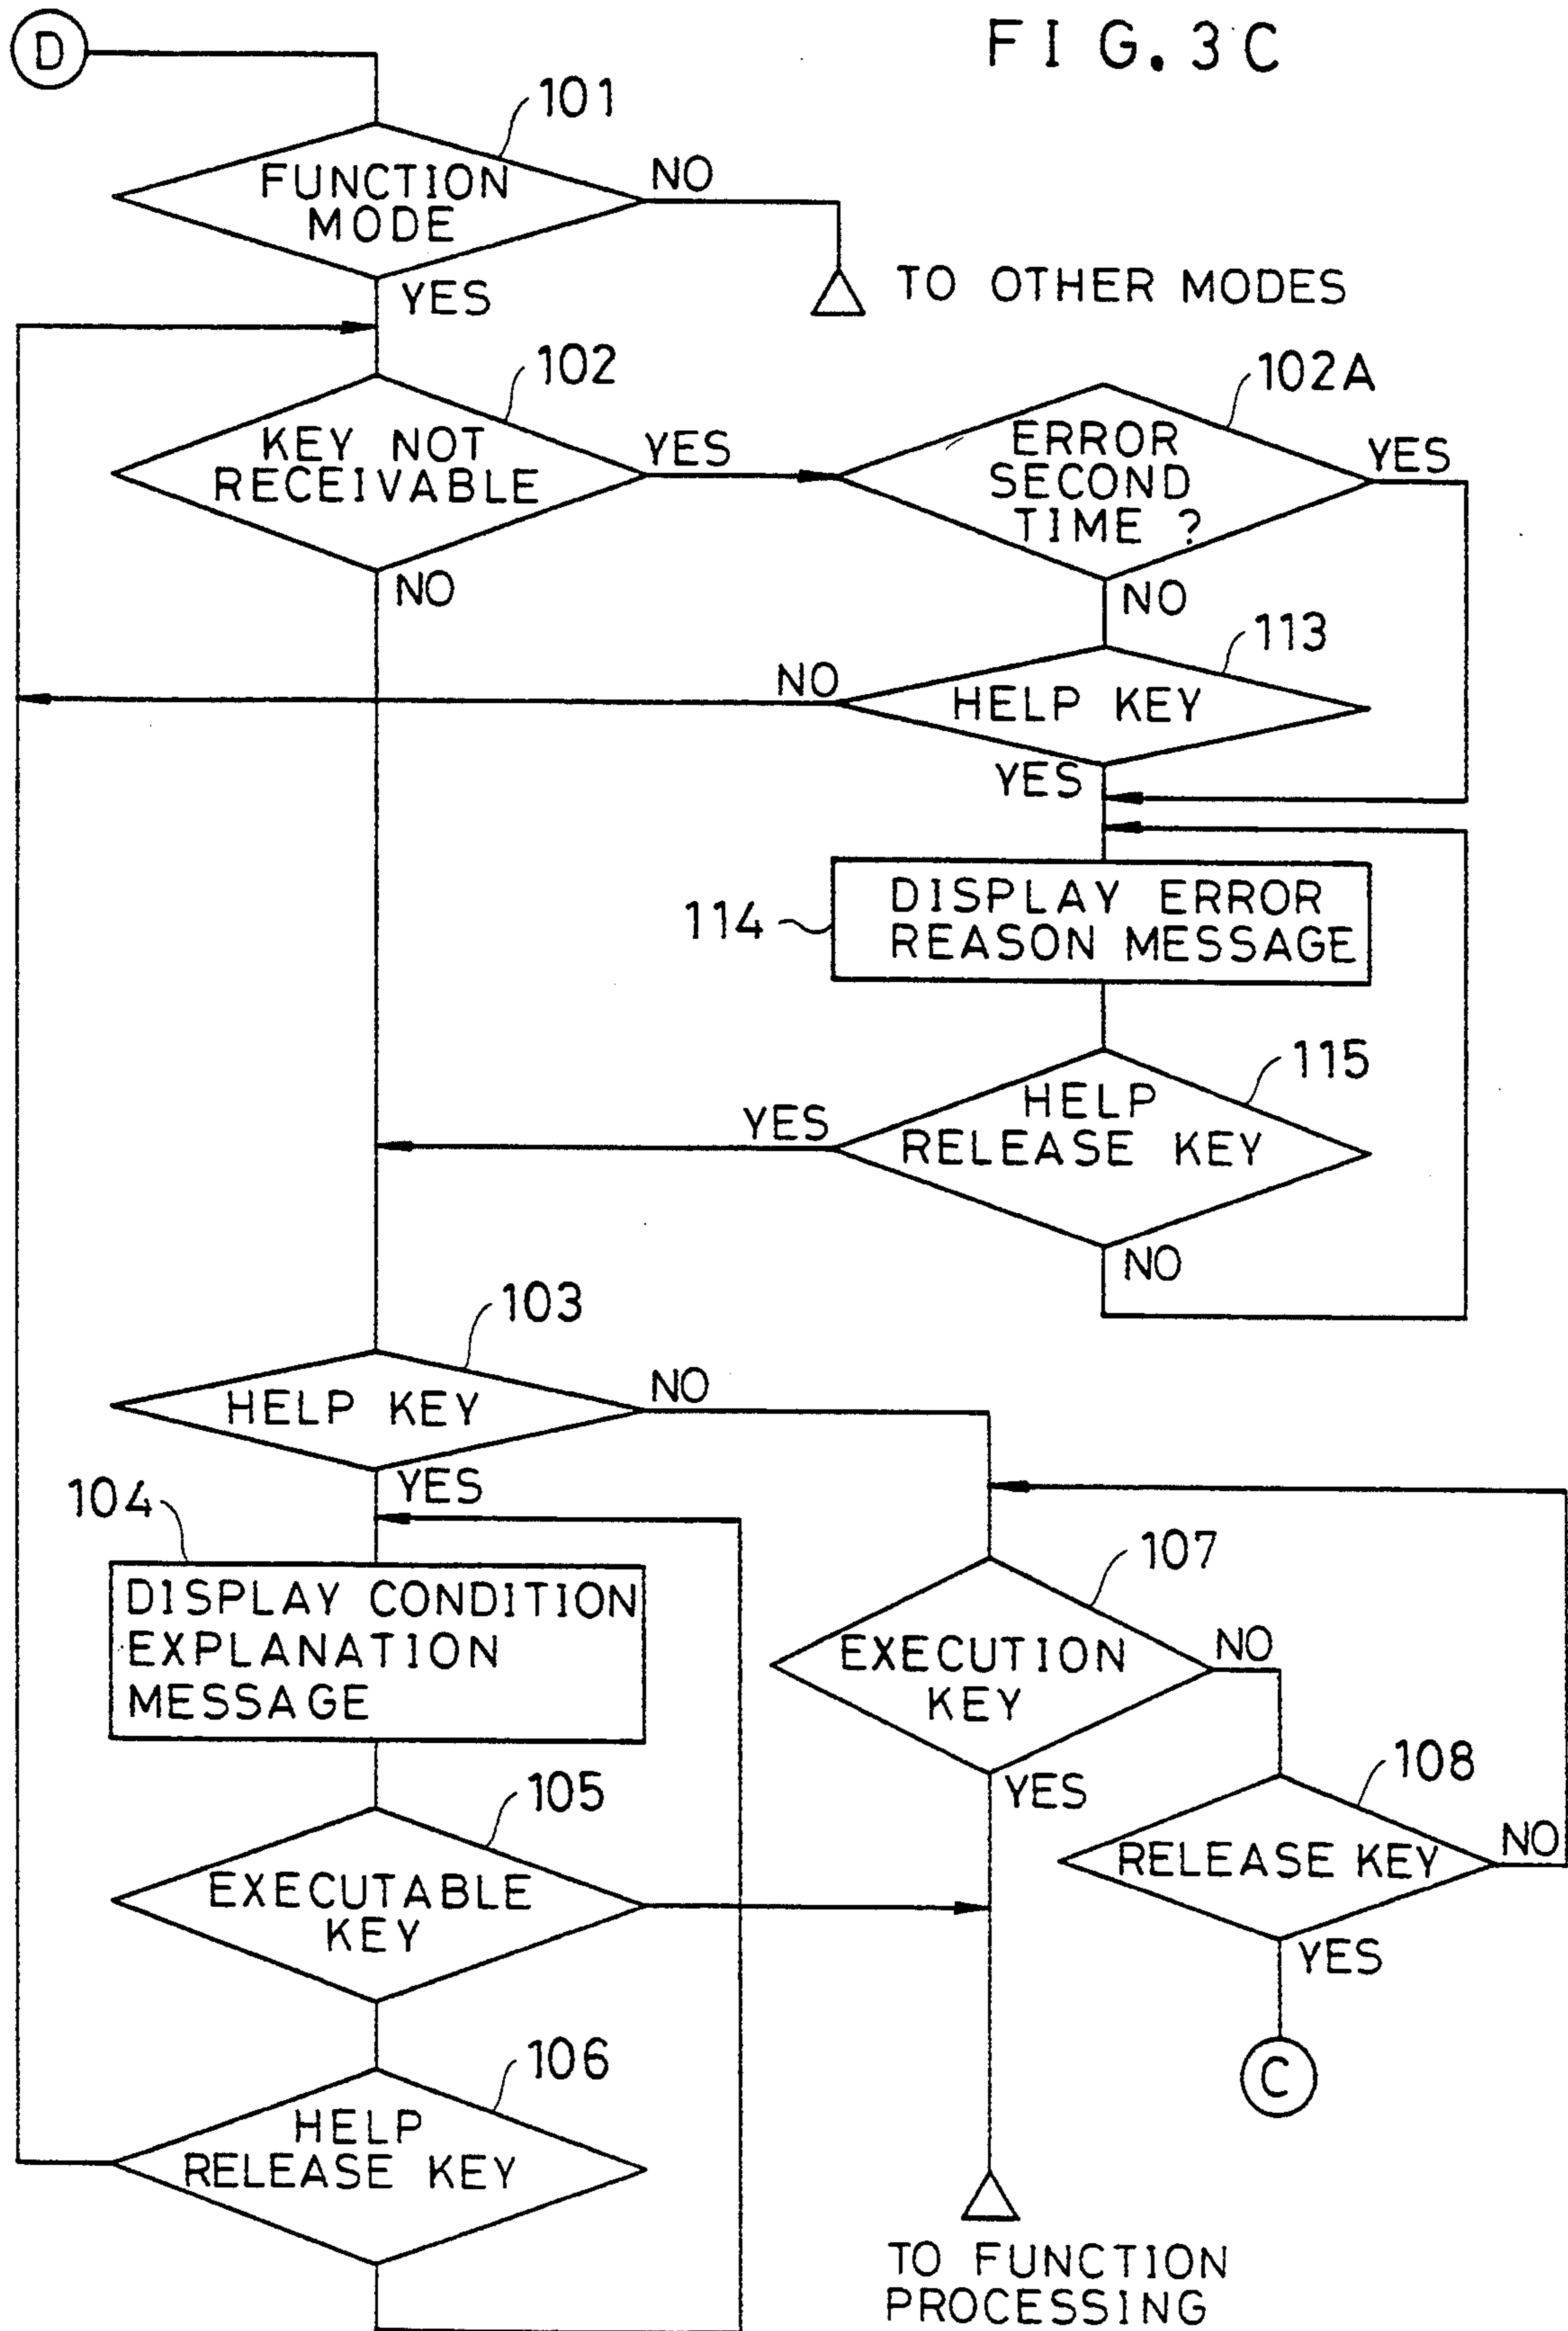 FIG. 3C
D
101
FUNCTION
MODE
NO
YES
TO OTHER MODES
102
KEY NOT
RECEIVABLE
YES
NO
102A
ERROR
SECOND
TIME ?
YES
NO
113
HELP KEY
NO
YES
114
DISPLAY ERROR
REASON MESSAGE
115
HELP
RELEASE KEY
YES
NO
103
HELP KEY
NO
YES
104
DISPLAY CONDITION
EXPLANATION
MESSAGE
107
EXECUTION
KEY
NO
YES
105
EXECUTABLE
KEY
108
RELEASE KEY
NO
YES
106
HELP
RELEASE KEY
C
TO FUNCTION
PROCESSING